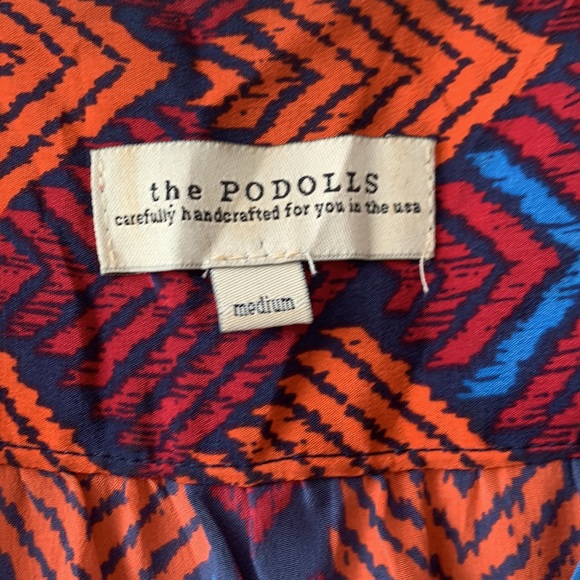 the PODOLLS
carefully handcrafted for you in the usa
medium